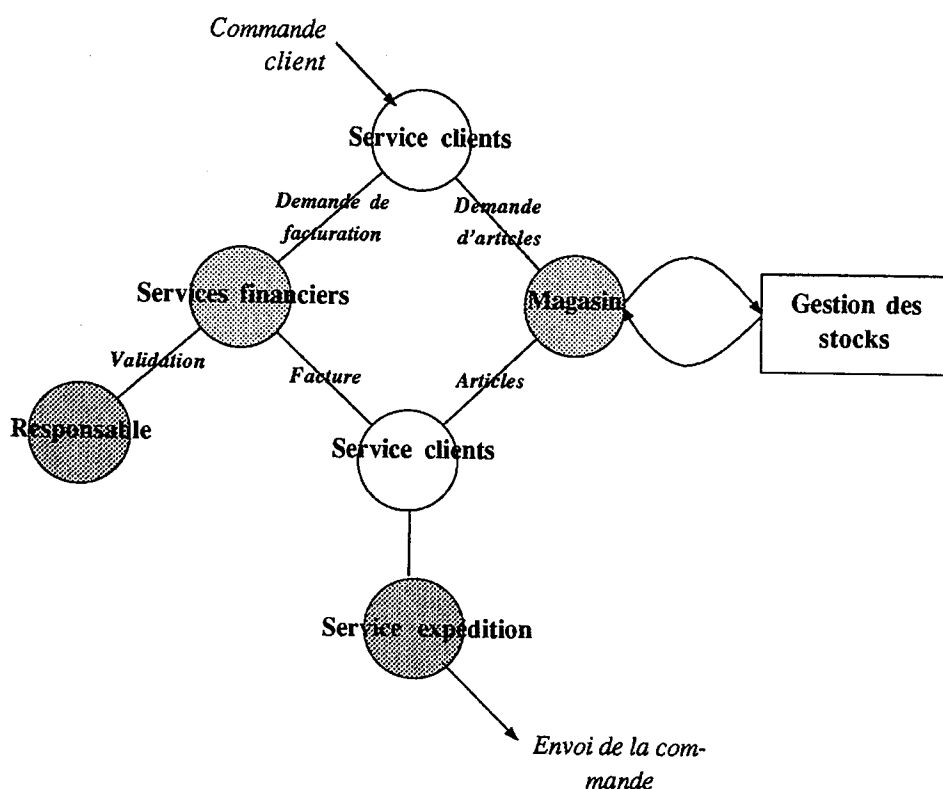 Commande
client
Service clients
Demande de
facturation
Demande
d'articles
Services financiers
Magasin
Gestion des
stocks
Validation
Facture
Articles
Responsable
Service clients
Service expédition
Envoi de la com-
mande